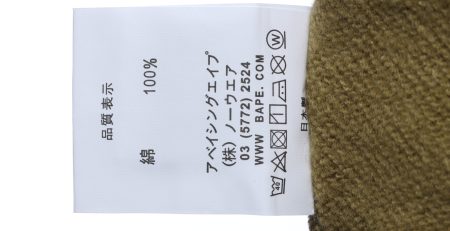 品質表示
綿 100%
アベイシングエイプ
(株) ノーウエア
03 (5772) 2524
WWW BAPE. COM
日本製